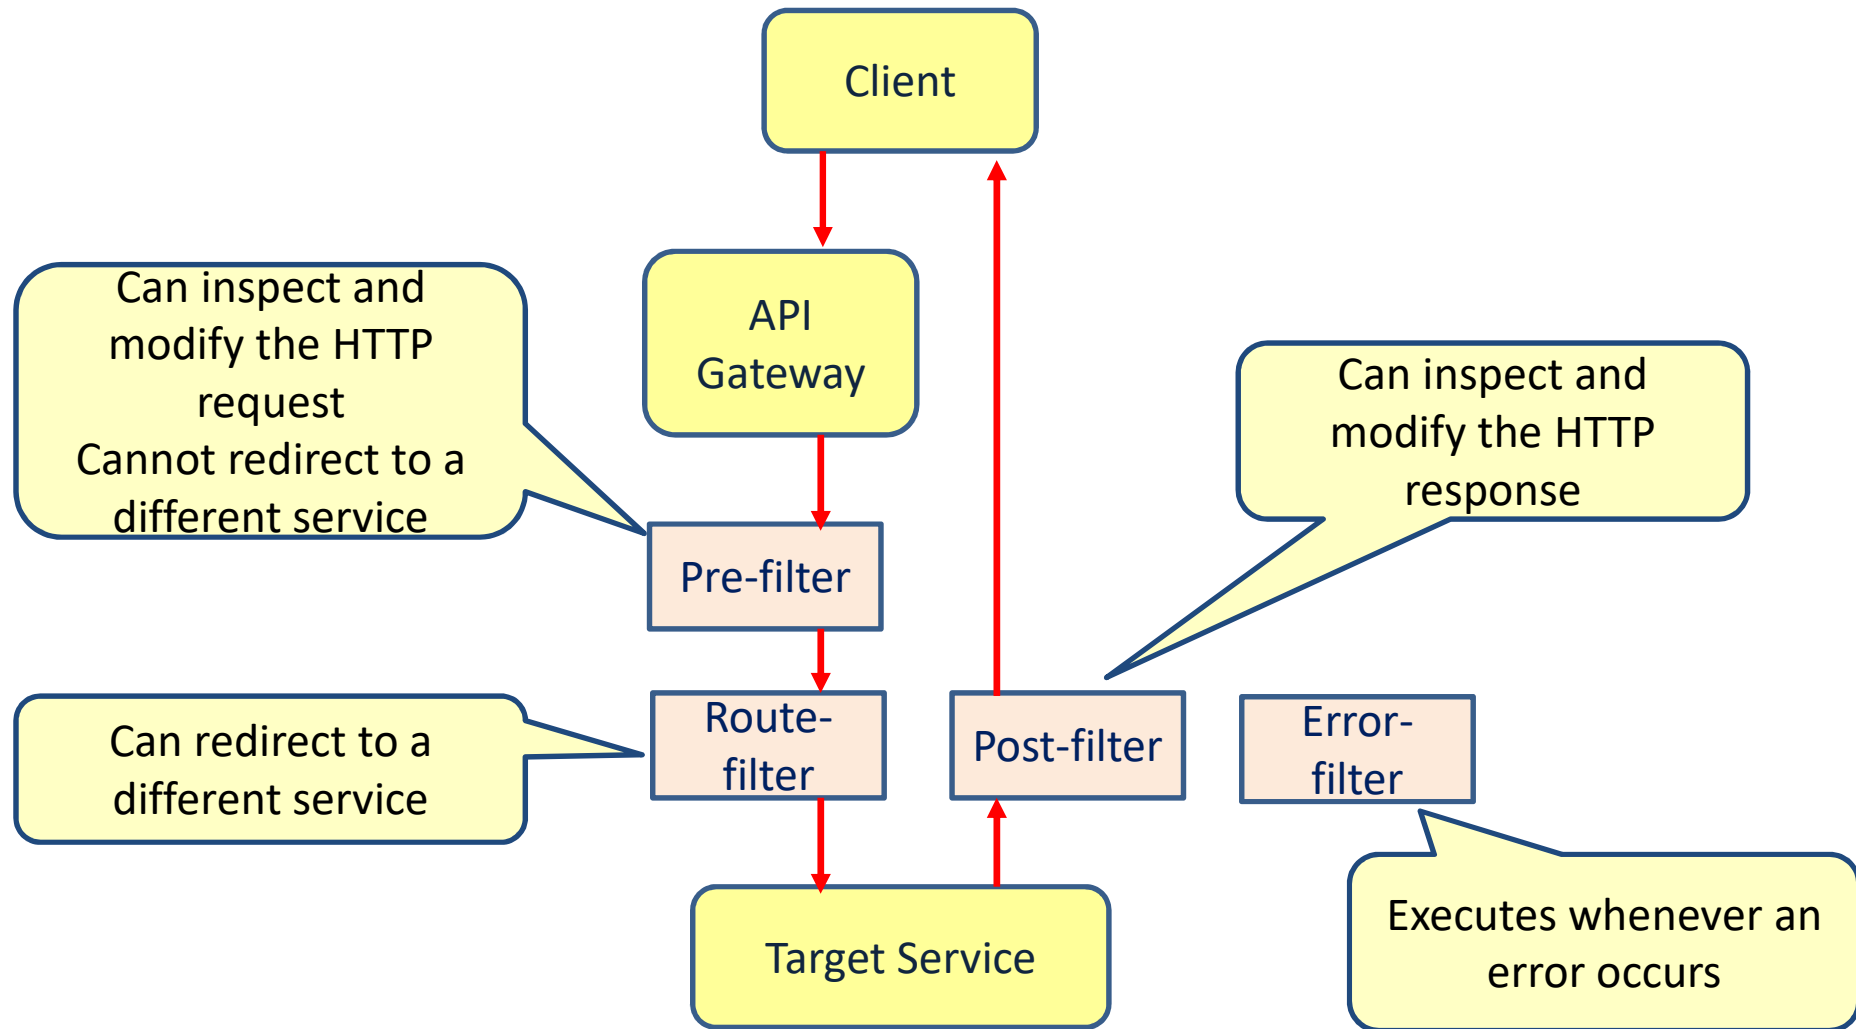 Client
API
Gateway
Can inspect and
modify the HTTP
request
Cannot redirect to a
different service
Can inspect and
modify the HTTP
response
Pre-filter
Can redirect to a
different service
Route-
filter
Post-filter
Error-
filter
Target Service
Executes whenever an
error occurs